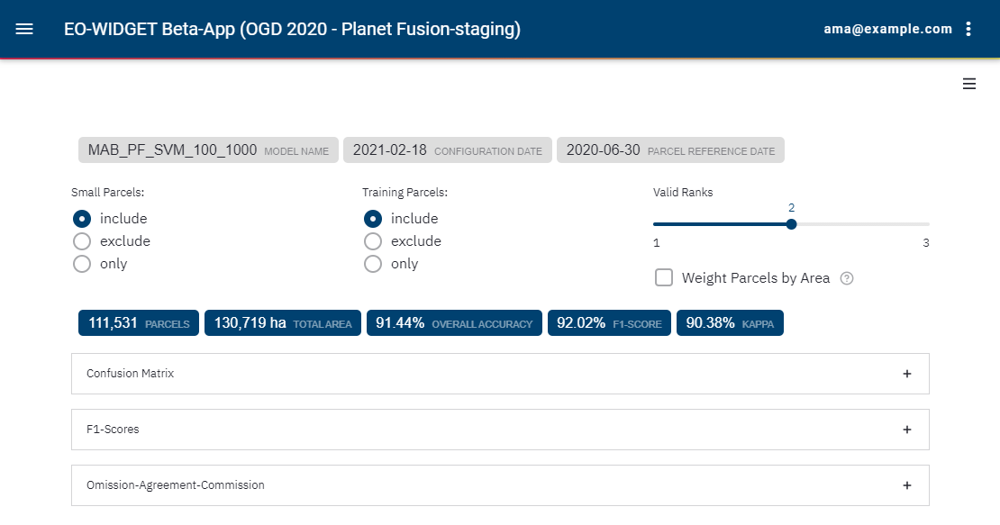 EO-WIDGET Beta-App (OGD 2020 - Planet Fusion-staging) ama@example.com
MAB_PF_SVM_100_1000 MODEL NAME 2021-02-18 CONFIGURATION DATE 2020-06-30 PARCEL REFERENCE DATE
Small Parcels: Training Parcels: Valid Ranks
2
include include
exclude exclude 1 3
only only
Weight Parcels by Area ?
111,531 PARCELS 130,719 ha TOTAL AREA 91.44% OVERALL ACCURACY 92.02% F1-SCORE 90.38% KAPPA
Confusion Matrix +
F1-Scores +
Omission-Agreement-Commission +